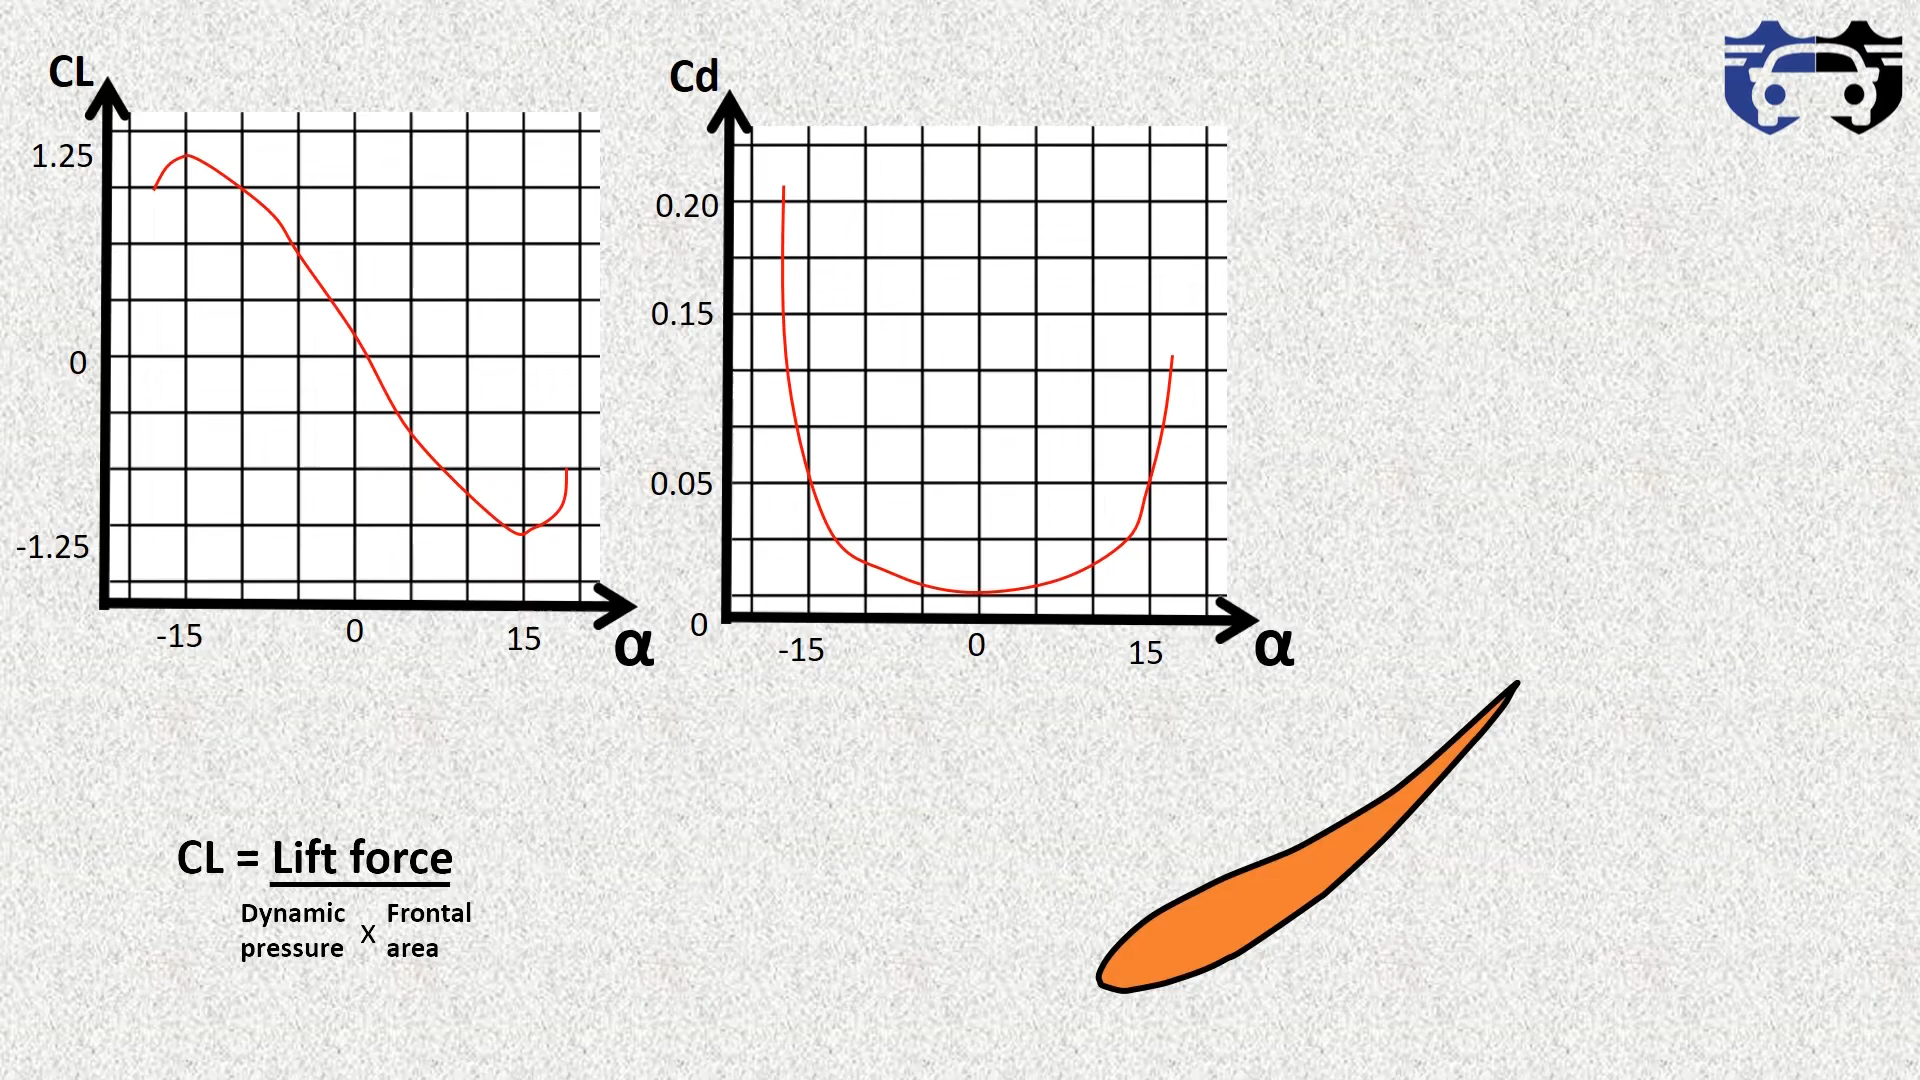 CL
1.25
0
-1.25
-15 0 15 α
Cd
0.20
0.15
0.05
0
-15 0 15 α
CL = Lift force
Dynamic pressure X Frontal area